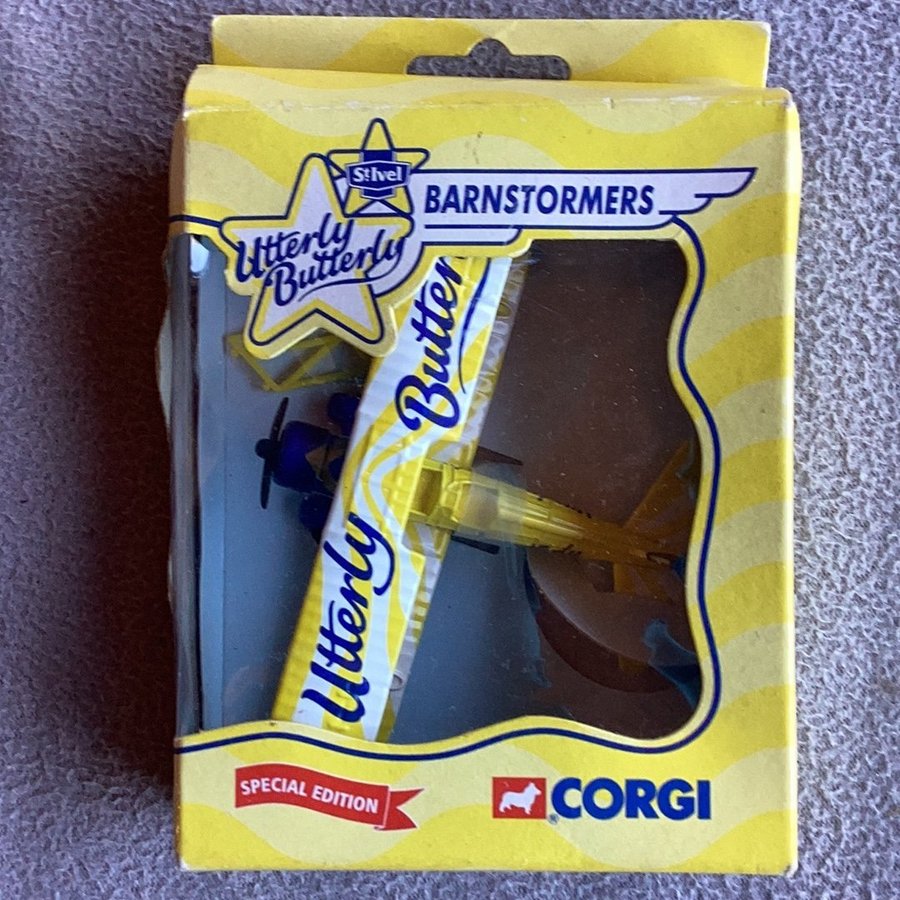 St Ivel
BARNSTORMERS
Utterly
Butterly
Utterly Butter
SPECIAL EDITION
CORGI
®